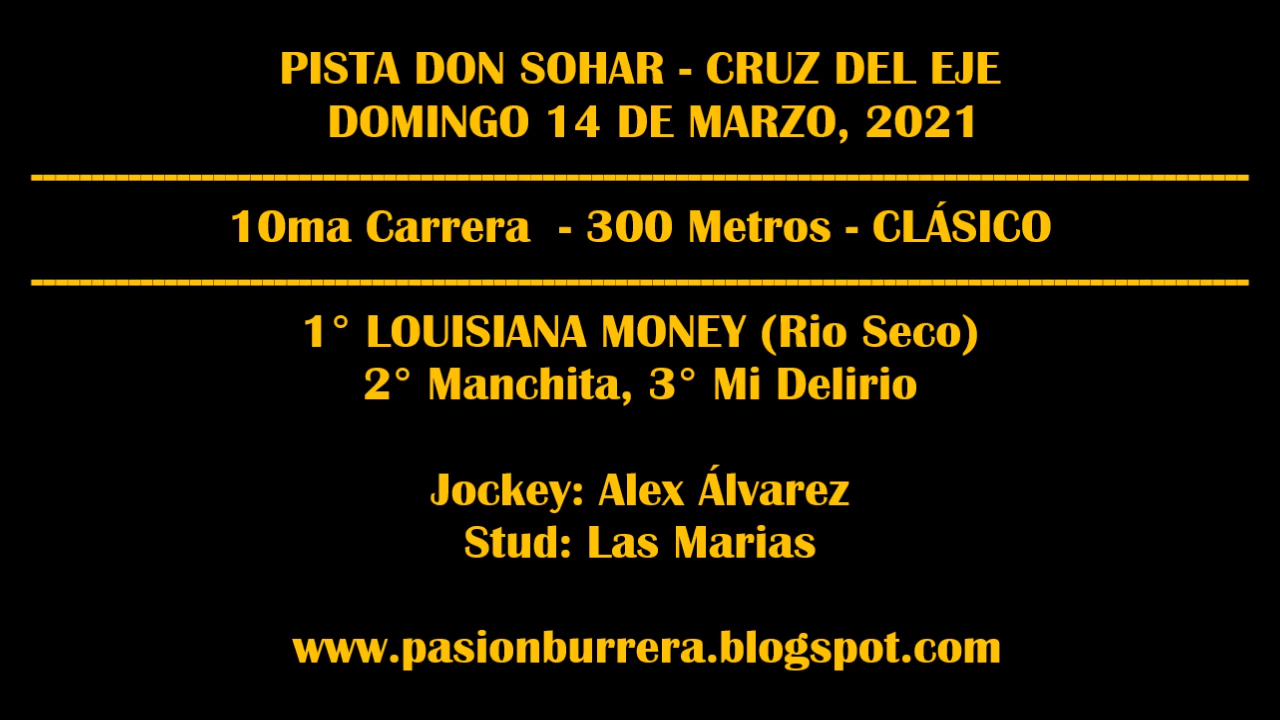 PISTA DON SOHAR - CRUZ DEL EJE
DOMINGO 14 DE MARZO, 2021
10ma Carrera - 300 Metros - CLÁSICO
1° LOUISIANA MONEY (Rio Seco)
2° Manchita, 3° Mi Delirio
Jockey: Alex Álvarez
Stud: Las Marias
www.pasionburrera.blogspot.com